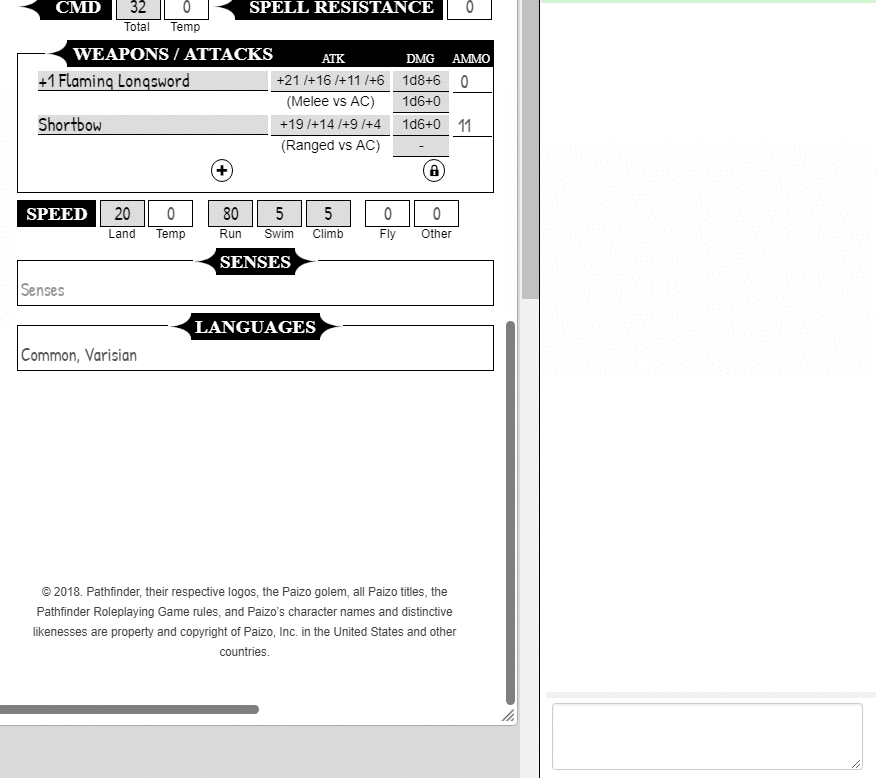 CMD 32 0 SPELL RESISTANCE 0
Total Temp
WEAPONS / ATTACKS ATK DMG AMMO
+1 Flaming Longsword +21 /+16 /+11 /+6 1d8+6 0
(Melee vs AC) 1d6+0
Shortbow +19 /+14 /+9 /+4 1d6+0 11
(Ranged vs AC) -
SPEED 20 0 80 5 5 0 0
Land Temp Run Swim Climb Fly Other
SENSES
Senses
LANGUAGES
Common, Varisian
© 2018. Pathfinder, their respective logos, the Paizo golem, all Paizo titles, the
Pathfinder Roleplaying Game rules, and Paizo's character names and distinctive
likenesses are property and copyright of Paizo, Inc. in the United States and other
countries.